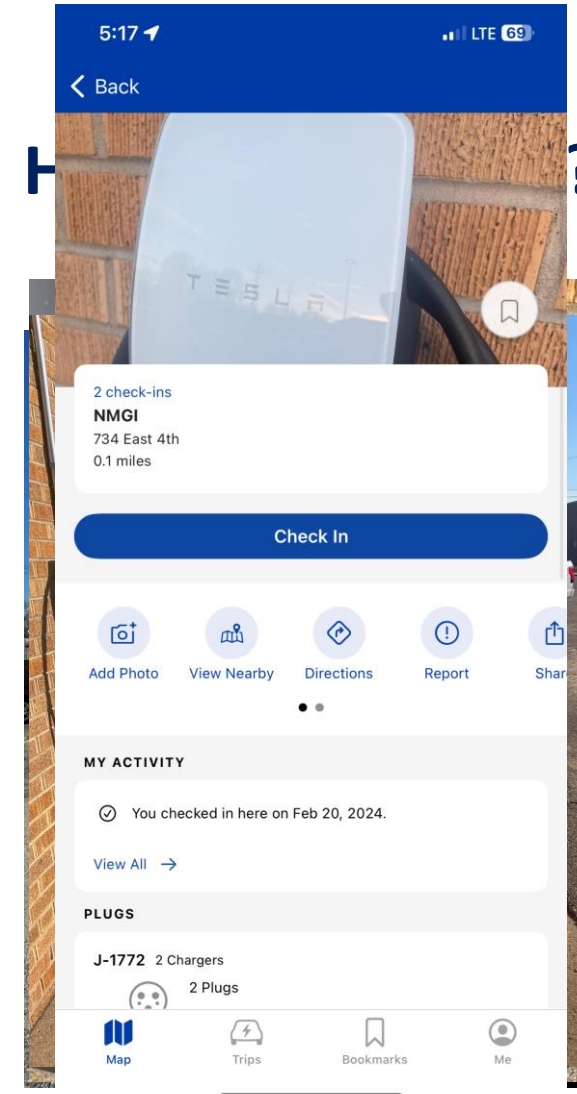 5:17
LTE 69
Back
TESLA
2 check-ins
NMGI
734 East 4th
0.1 miles
Check In
Add Photo
View Nearby
Directions
Report
Shar
MY ACTIVITY
You checked in here on Feb 20, 2024.
View All
PLUGS
J-1772 2 Chargers
2 Plugs
Map
Trips
Bookmarks
Me